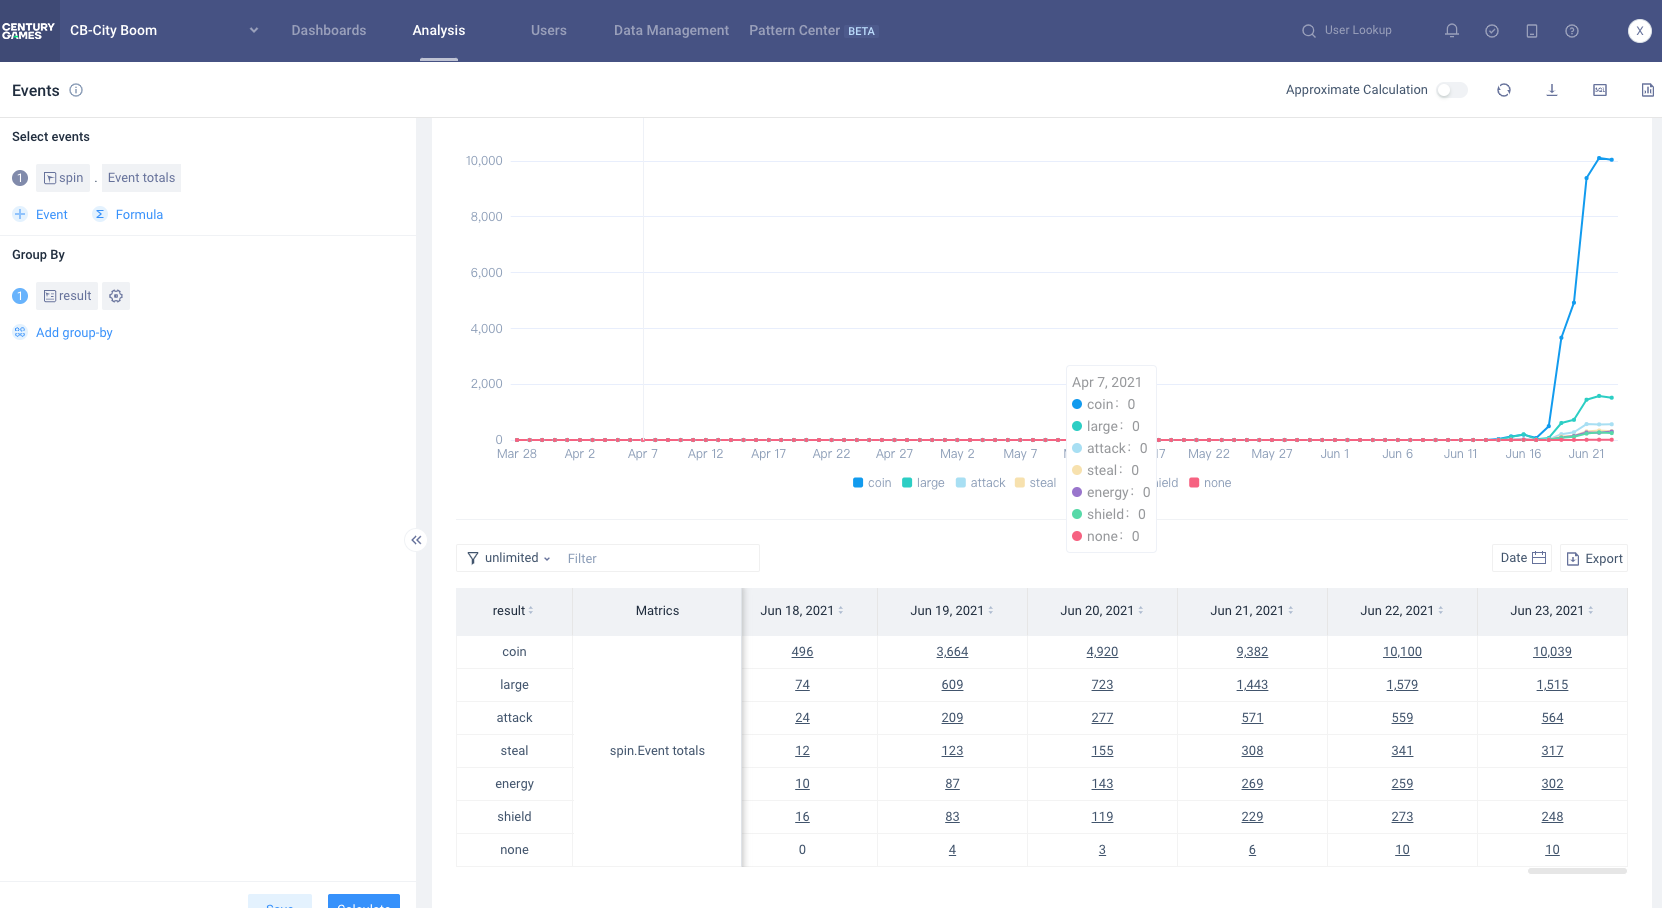 CENTURY GAMES
CB-City Boom
Dashboards
Analysis
Users
Data Management
Pattern Center BETA
User Lookup
X
Events
Approximate Calculation
SQL
Select events
1 spin . Event totals
Event
Formula
Group By
1 result
Add group-by
10,000
8,000
6,000
4,000
2,000
0
Mar 28 Apr 2 Apr 7 Apr 12 Apr 17 Apr 22 Apr 27 May 2 May 7 17 May 22 May 27 Jun 1 Jun 6 Jun 11 Jun 16 Jun 21
coin large attack steal ield none
Apr 7, 2021
coin: 0
large: 0
attack: 0
steal: 0
energy: 0
shield: 0
none: 0
unlimited Filter
Date Export
result Matrics Jun 18, 2021 Jun 19, 2021 Jun 20, 2021 Jun 21, 2021 Jun 22, 2021 Jun 23, 2021
coin 496 3,664 4,920 9,382 10,100 10,039
large 74 609 723 1,443 1,579 1,515
attack 24 209 277 571 559 564
steal spin.Event totals 12 123 155 308 341 317
energy 10 87 143 269 259 302
shield 16 83 119 229 273 248
none 0 4 3 6 10 10
Save Calculate